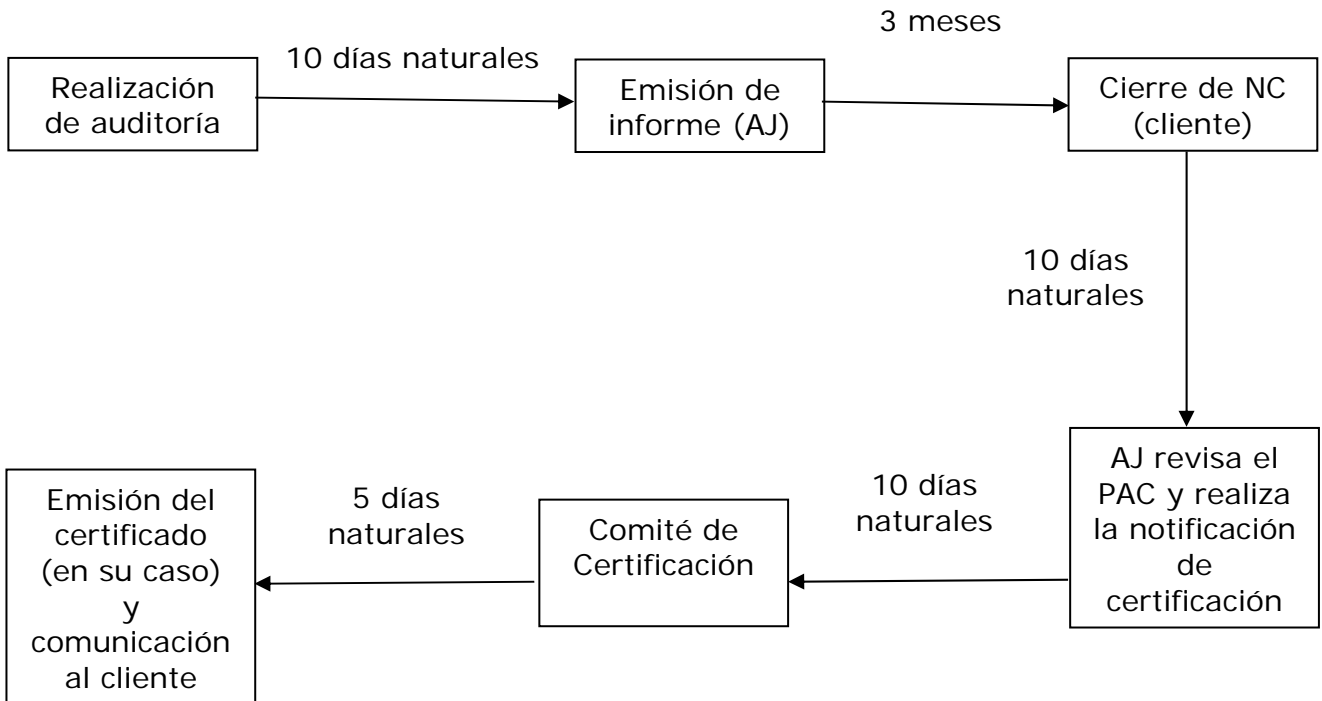 3 meses
10 días naturales
Realización
de auditoría
Emisión de
informe (AJ)
Cierre de NC
(cliente)
10 días
naturales
AJ revisa el
PAC y realiza
la notificación
de
certificación
10 días
naturales
Comité de
Certificación
5 días
naturales
Emisión del
certificado
(en su caso)
y
comunicación
al cliente